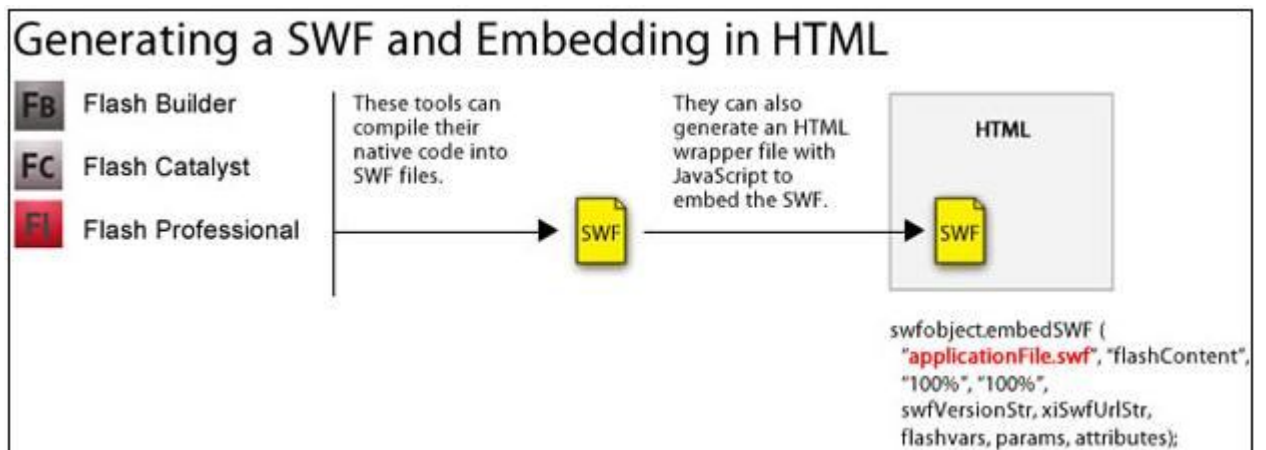 Generating a SWF and Embedding in HTML
FB Flash Builder
FC Flash Catalyst
Fl Flash Professional
These tools can
compile their
native code into
SWF files.
SWF
They can also
generate an HTML
wrapper file with
JavaScript to
embed the SWF.
HTML
SWF
swfobject.embedSWF (
"applicationFile.swf", "flashContent",
"100%", "100%",
swfVersionStr, xiSwfUrlStr,
flashvars, params, attributes);